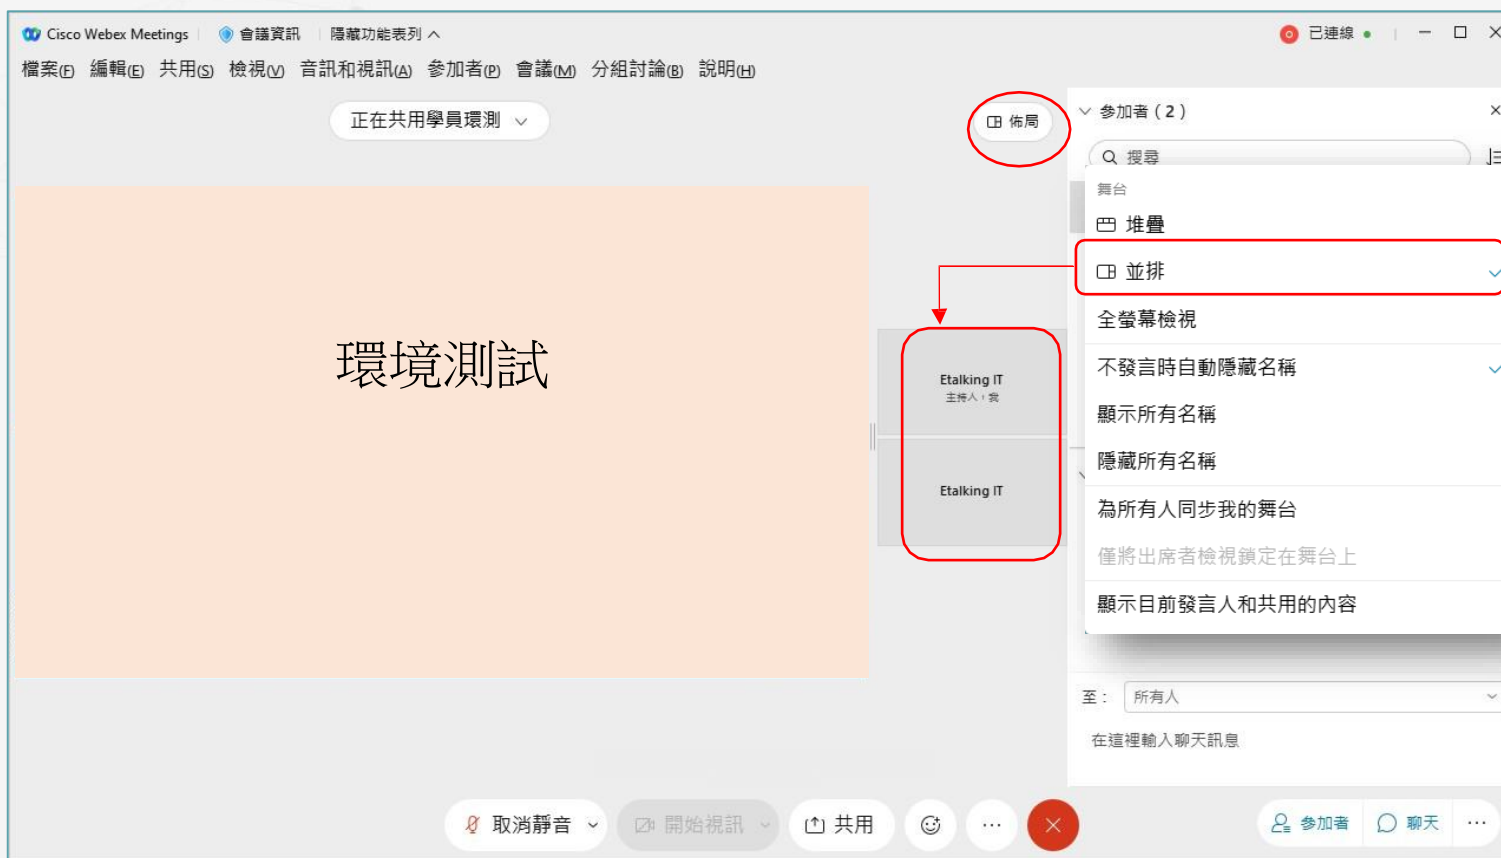 Cisco Webex Meetings 會議資訊 隱藏功能表列
已連線
檔案(F) 編輯(E) 共用(S) 檢視(V) 音訊和視訊(A) 參加者(P) 會議(M) 分組討論(B) 說明(H)
正在共用學員環測
佈局
參加者 ( 2 )
搜尋
舞台
堆疊
並排
全螢幕檢視
不發言時自動隱藏名稱
顯示所有名稱
隱藏所有名稱
為所有人同步我的舞台
僅將出席者檢視鎖定在舞台上
顯示目前發言人和共用的內容
環境測試
Etalking IT
主持人，我
Etalking IT
至： 所有人
在這裡輸入聊天訊息
取消靜音 開始視訊 共用
參加者 聊天